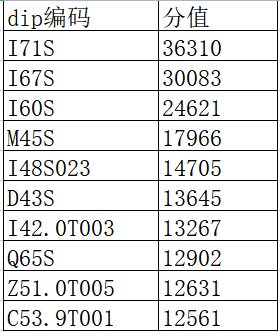 dip编码 分值
I71S 36310
I67S 30083
I60S 24621
M45S 17966
I48S023 14705
D43S 13645
I42.0T003 13267
Q65S 12902
Z51.0T005 12631
C53.9T001 12561